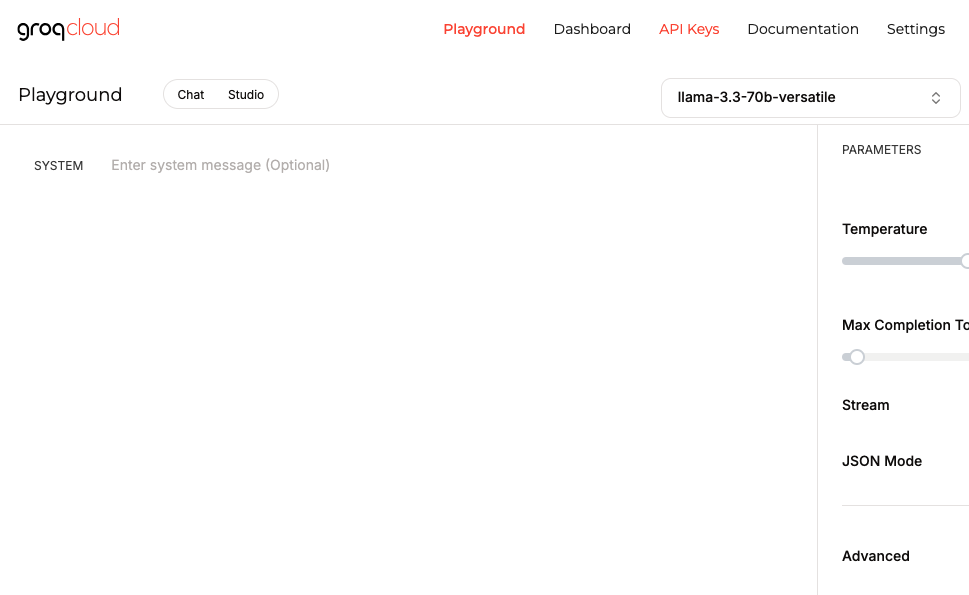 groqcloud Playground Dashboard API Keys Documentation Settings
Playground Chat Studio llama-3.3-70b-versatile
SYSTEM Enter system message (Optional)
PARAMETERS
Temperature
Max Completion To
Stream
JSON Mode
Advanced